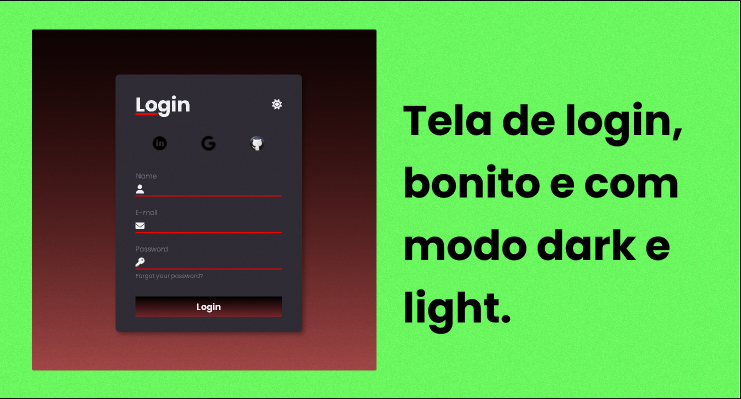 Login
in
G
Name
E-mail
Password
Forgot your password?
Login
Tela de login,
bonito e com
modo dark e
light.